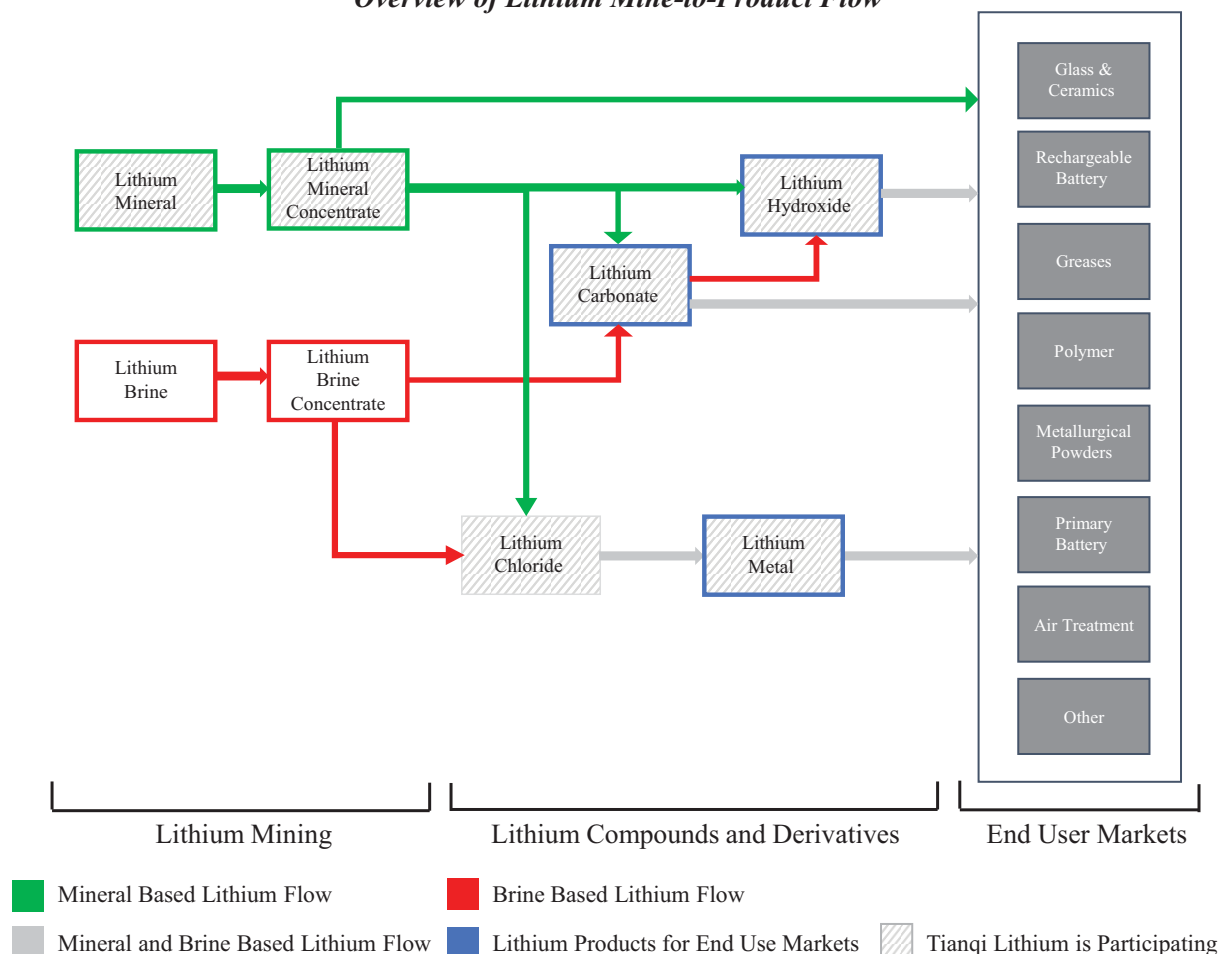 Overview of Lithium Mine-to-Product Flow
Glass &
Ceramics
Rechargeable
Battery
Greases
Polymer
Metallurgical
Powders
Primary
Battery
Air Treatment
Other
Lithium
Mineral
Lithium
Mineral
Concentrate
Lithium
Hydroxide
Lithium
Carbonate
Lithium
Brine
Lithium
Brine
Concentrate
Lithium
Chloride
Lithium
Metal
Lithium Mining
Lithium Compounds and Derivatives
End User Markets
Mineral Based Lithium Flow
Brine Based Lithium Flow
Mineral and Brine Based Lithium Flow
Lithium Products for End Use Markets
Tianqi Lithium is Participating